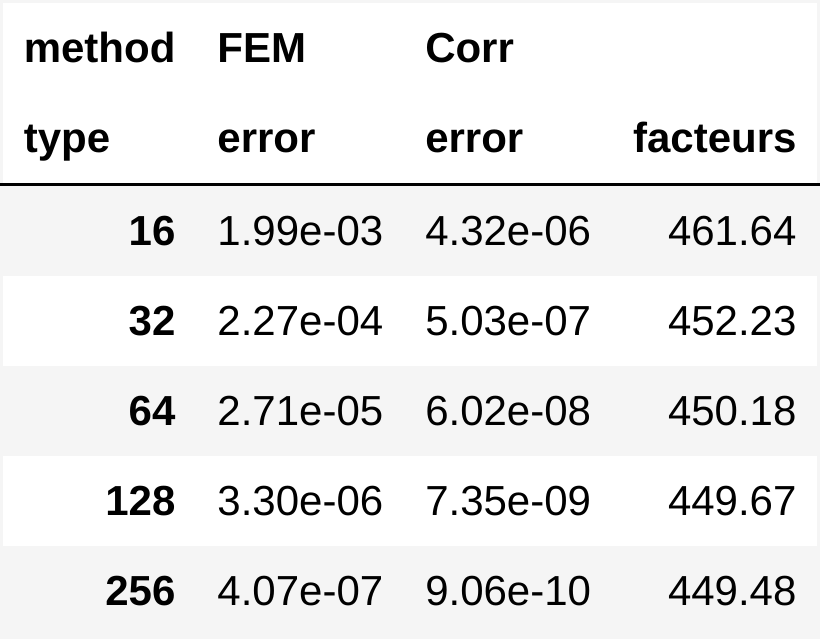 method FEM Corr
type error error facteurs
16 1.99e-03 4.32e-06 461.64
32 2.27e-04 5.03e-07 452.23
64 2.71e-05 6.02e-08 450.18
128 3.30e-06 7.35e-09 449.67
256 4.07e-07 9.06e-10 449.48